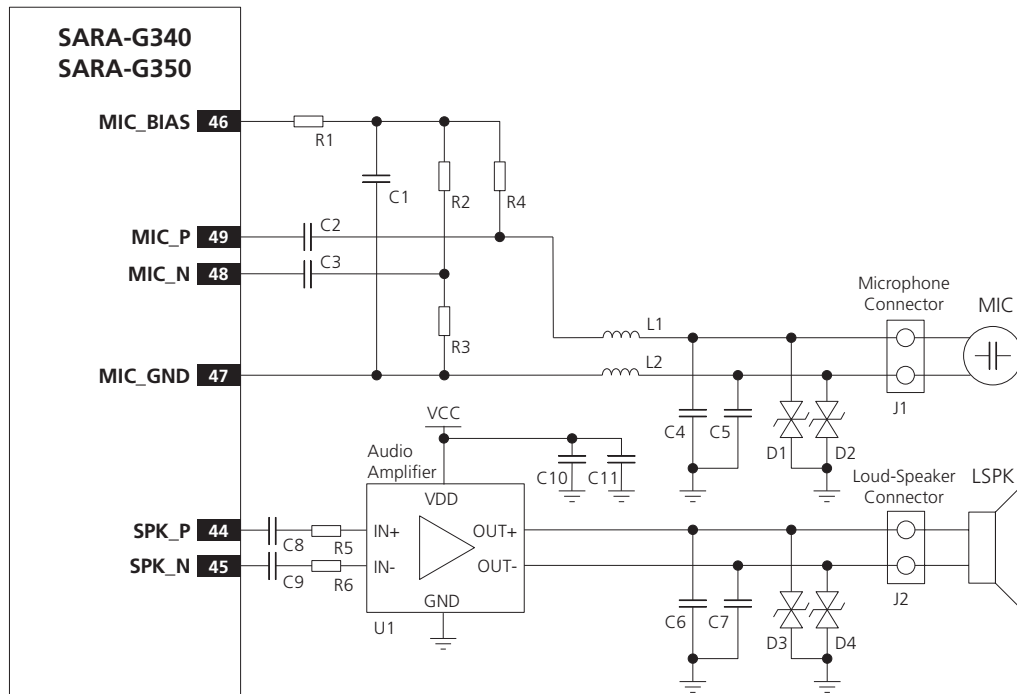 SARA-G340
SARA-G350
MIC_BIAS 46
R1
C1
R2
R4
MIC_P 49
C2
MIC_N 48
C3
R3
MIC_GND 47
L1
L2
Microphone
Connector
MIC
J1
C4
C5
D1
D2
VCC
Audio
Amplifier
C10
C11
VDD
Loud-Speaker
Connector
LSPK
SPK_P 44
C8
R5
IN+
OUT+
SPK_N 45
C9
R6
IN-
OUT-
GND
U1
J2
C6
C7
D3
D4